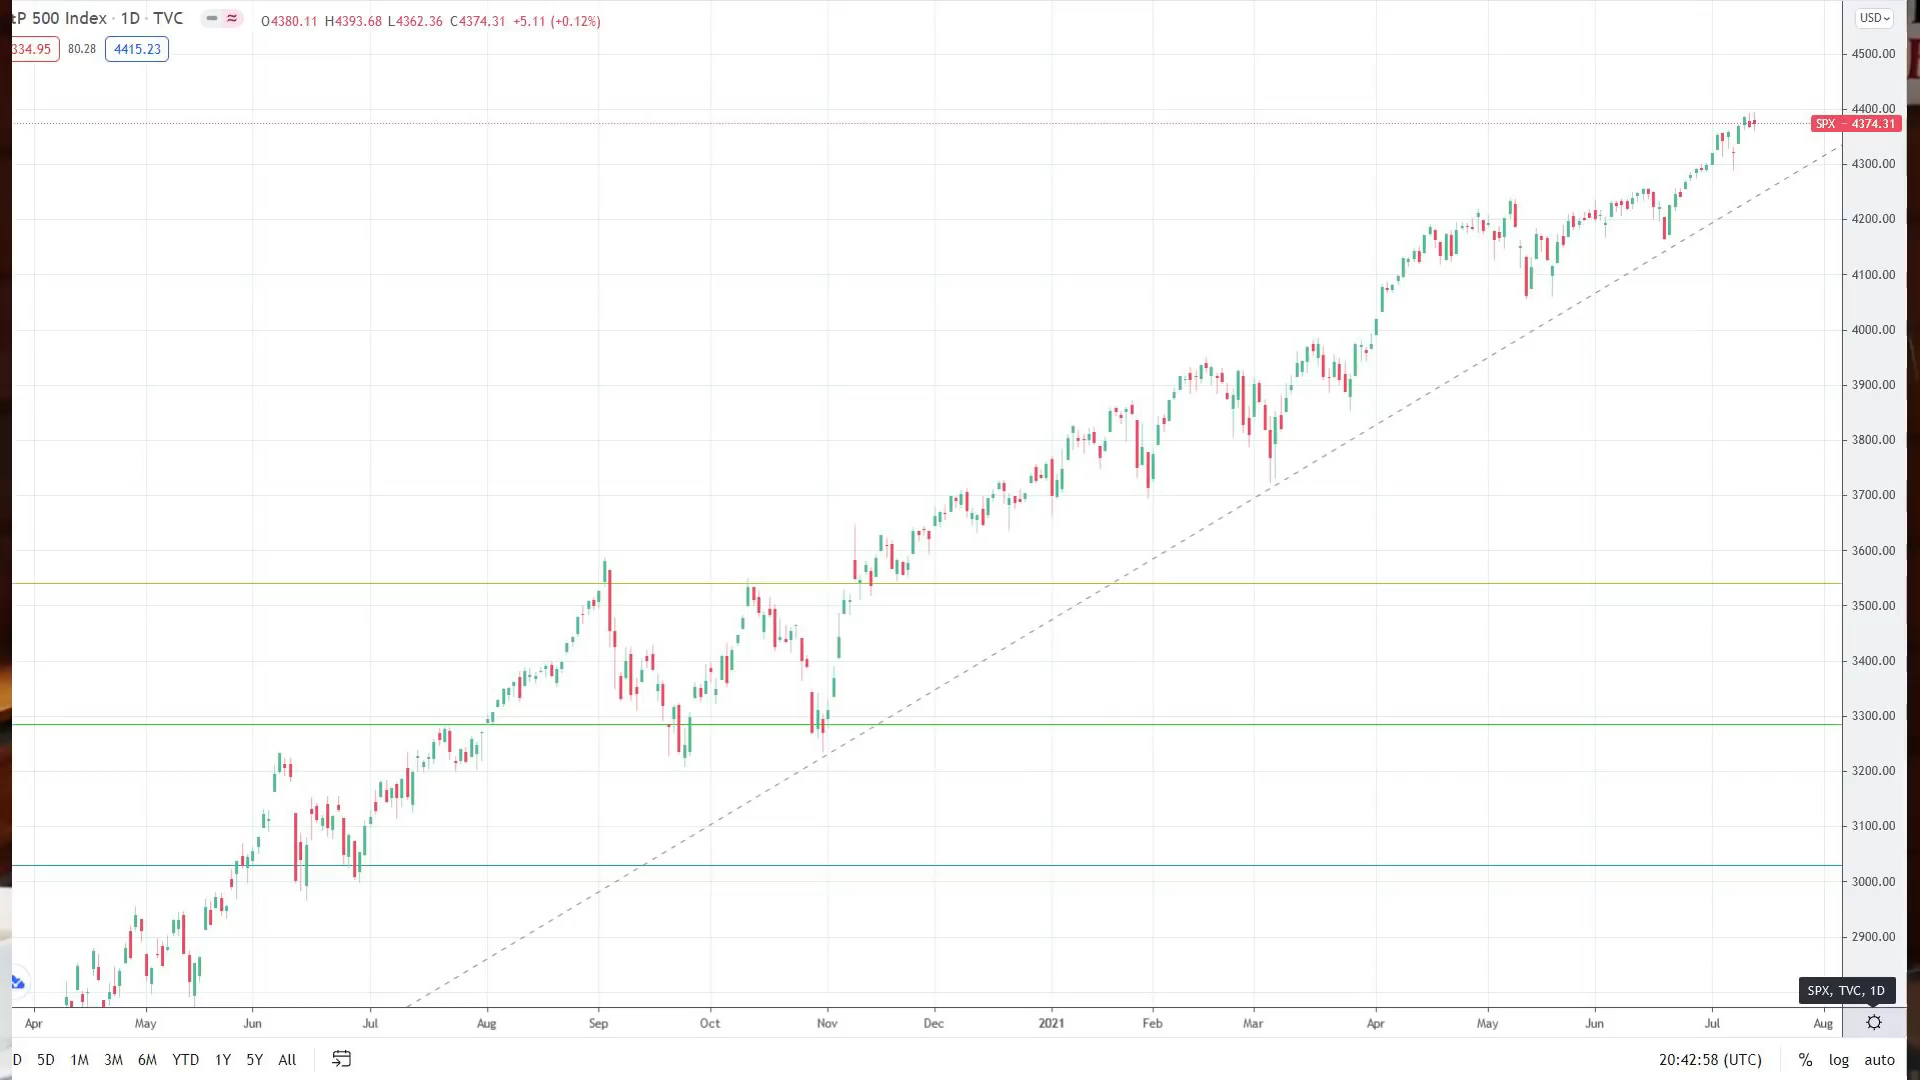 tP 500 Index · 1D · TVC
O4380.11 H4393.68 L4362.36 C4374.31 +5.11 (+0.12%)
334.95 80.28 4415.23
USD
4500.00
4400.00
SPX 4374.31
4300.00
4200.00
4100.00
4000.00
3900.00
3800.00
3700.00
3600.00
3500.00
3400.00
3300.00
3200.00
3100.00
3000.00
2900.00
SPX, TVC, 1D
Apr May Jun Jul Aug Sep Oct Nov Dec 2021 Feb Mar Apr May Jun Jul Aug
D 5D 1M 3M 6M YTD 1Y 5Y All
20:42:58 (UTC) % log auto